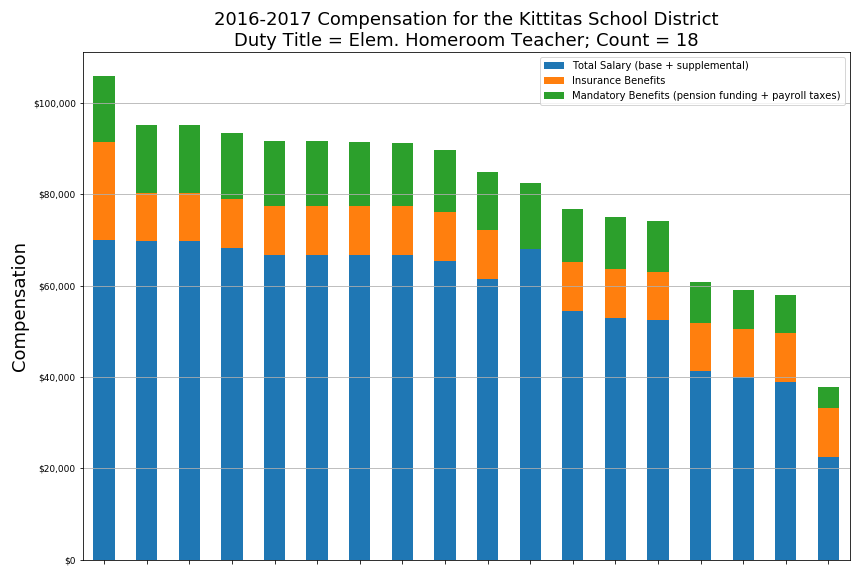 2016-2017 Compensation for the Kittitas School District
Duty Title = Elem. Homeroom Teacher; Count = 18
Total Salary (base + supplemental)
Insurance Benefits
Mandatory Benefits (pension funding + payroll taxes)
Compensation
$100,000
$80,000
$60,000
$40,000
$20,000
$0